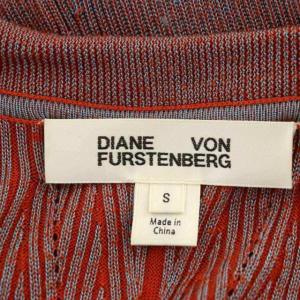 DIANE VON
FURSTENBERG
S
Made in
China